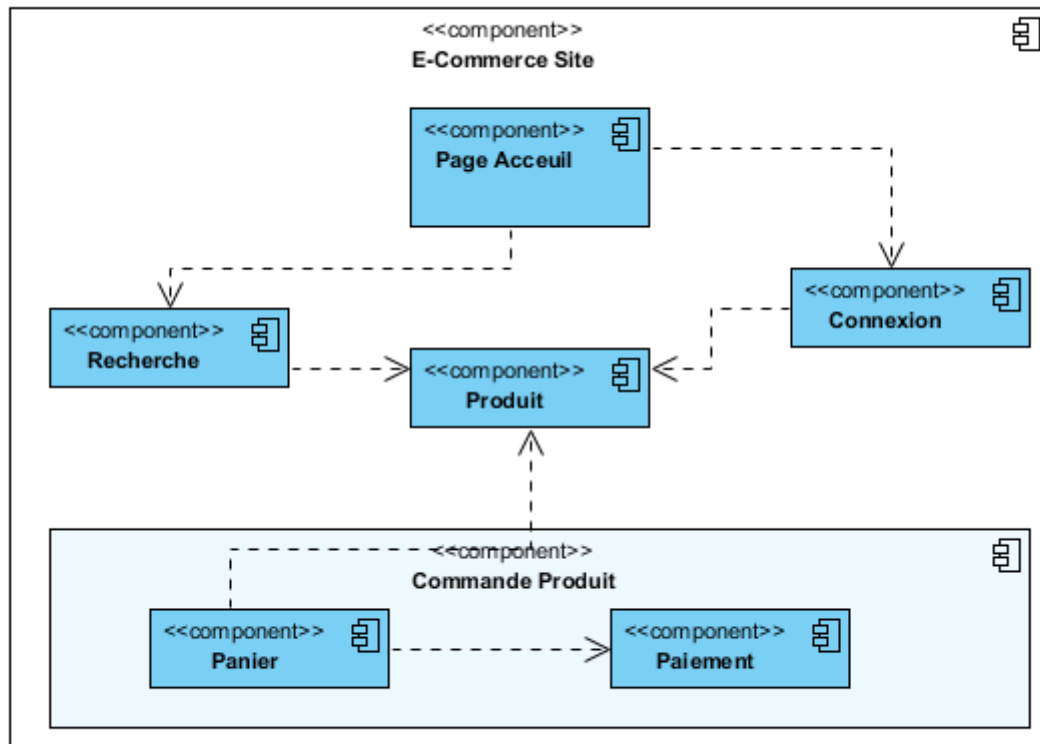 <<component>>
E-Commerce Site
<<component>>
Page Acceuil
<<component>>
Connexion
<<component>>
Recherche
<<component>>
Produit
<<component>>
Commande Produit
<<component>>
Panier
<<component>>
Paiement